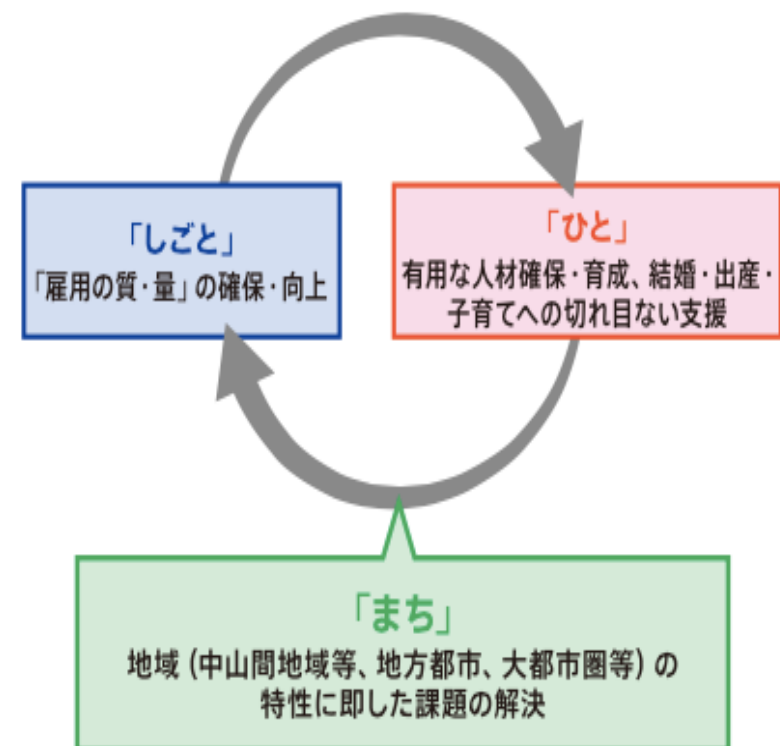 「しごと」
「雇用の質・量」の確保・向上
「ひと」
有用な人材確保・育成、結婚・出産・
子育てへの切れ目ない支援
「まち」
地域（中山間地域等、地方都市、大都市圏等）の
特性に即した課題の解決